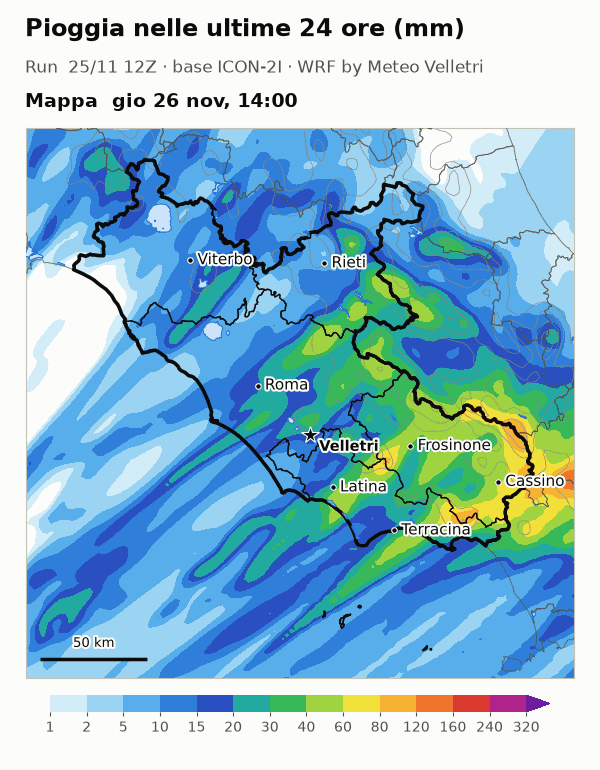 Pioggia nelle ultime 24 ore (mm)
Run  25/11 12Z · base ICON-2I · WRF by Meteo Velletri
Mappa  gio 26 nov, 14:00
Viterbo
Rieti
Roma
Velletri
Frosinone
Cassino
Latina
Terracina
50 km
1 2 5 10 15 20 30 40 60 80 120 160 240 320